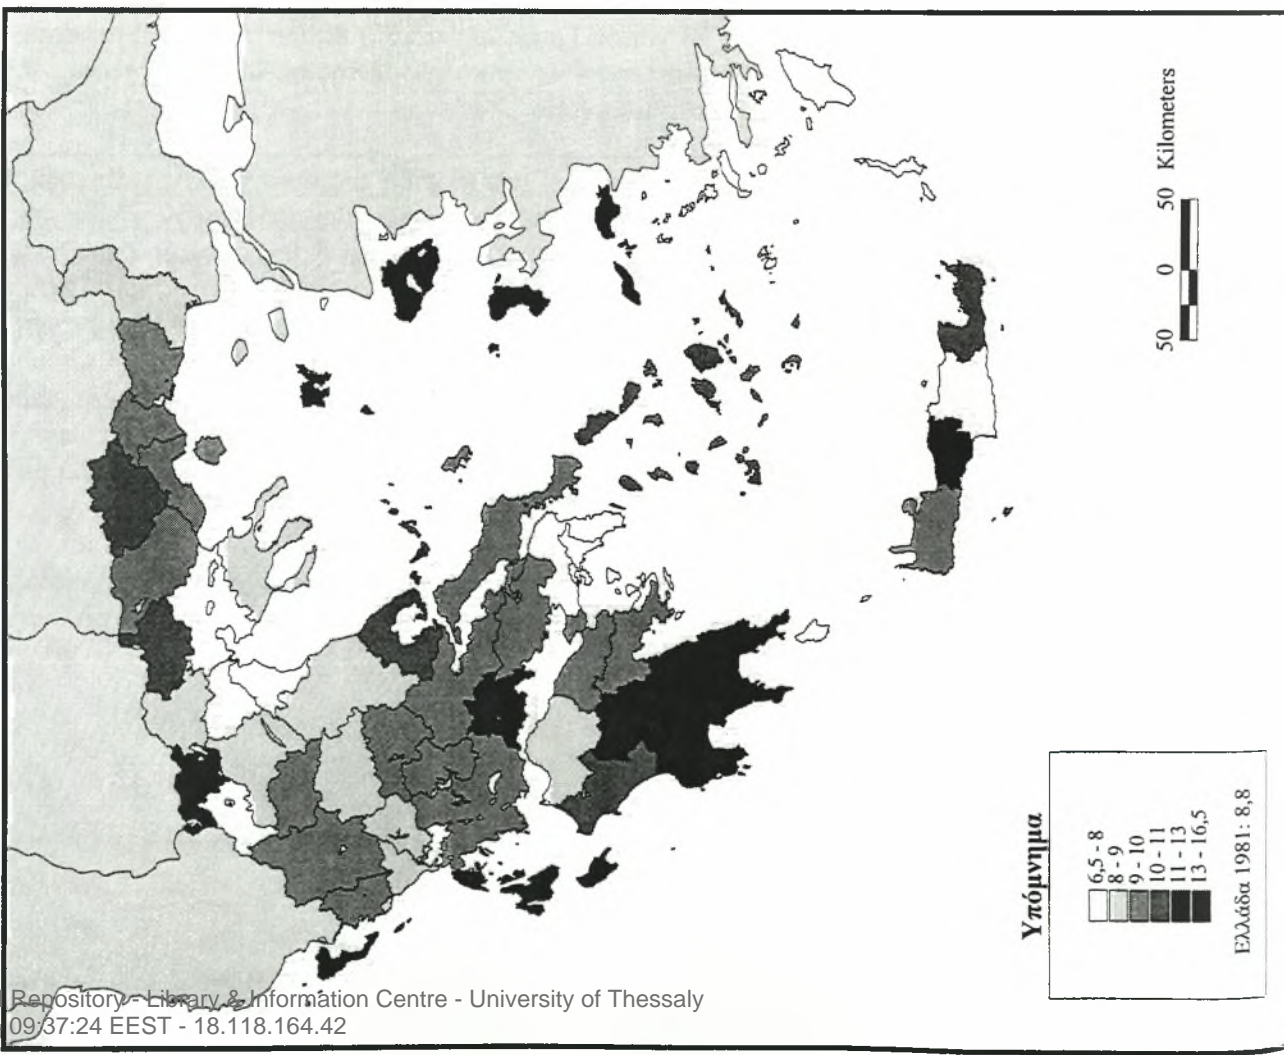 50 0 50 Kilometers
Υπόμνημα
6,5 - 8
8 - 9
9 - 10
10 - 11
11 - 13
13 - 16,5
Ελλάδα 1981: 8,8
Repository - Library & Information Centre - University of Thessaly
09:37:24 EEST - 18.118.164.42